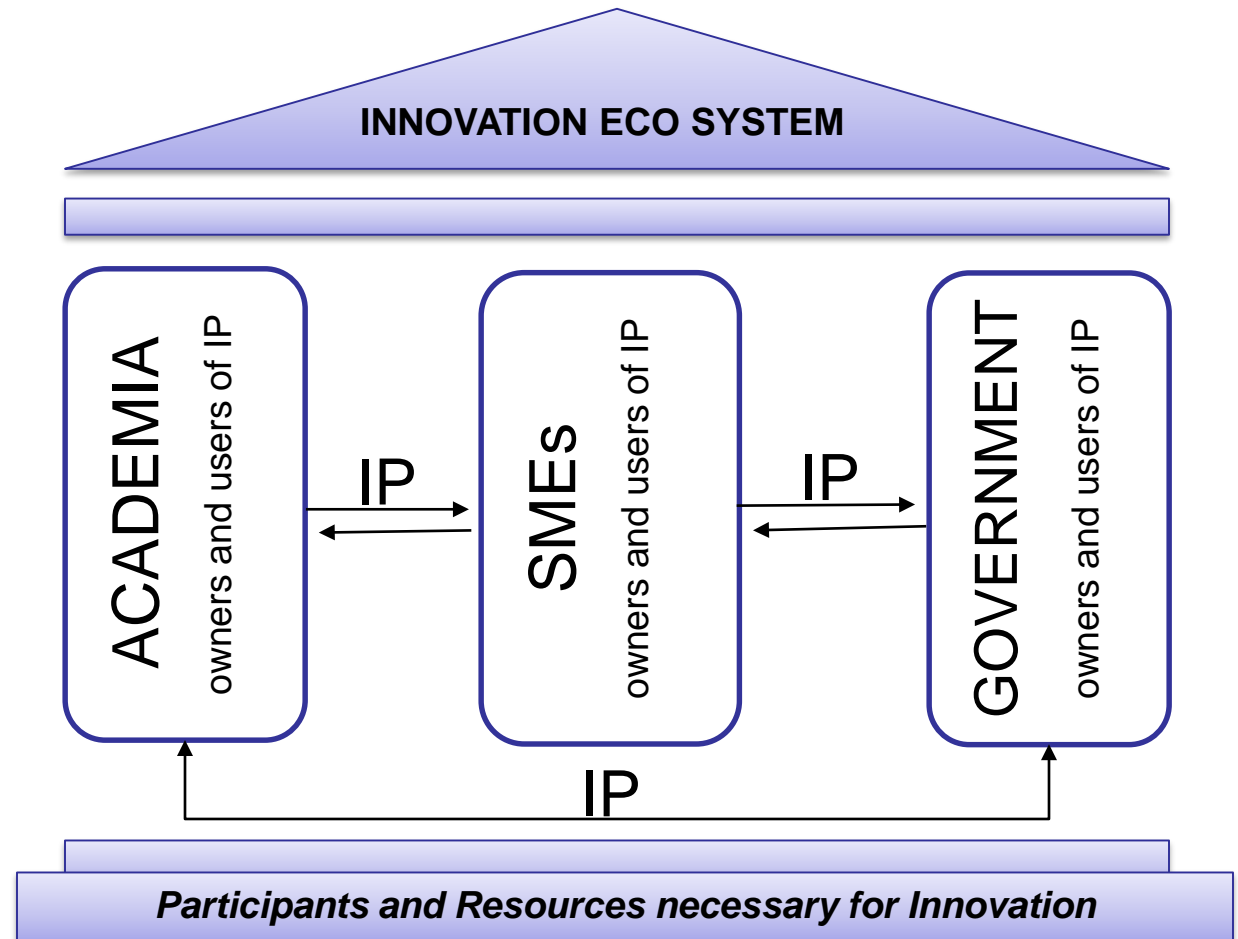 INNOVATION ECO SYSTEM
ACADEMIA
owners and users of IP
IP
SMEs
owners and users of IP
IP
GOVERNMENT
owners and users of IP
IP
Participants and Resources necessary for Innovation